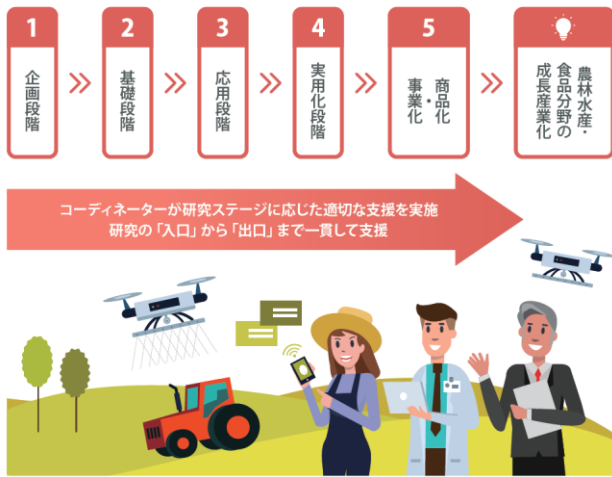 1
企画段階
2
基礎段階
3
応用段階
4
実用化段階
5
商品化・
事業化
農林水産・
食品分野の
成長産業化
コーディネーターが研究ステージに応じた適切な支援を実施
研究の「入口」から「出口」まで一貫して支援